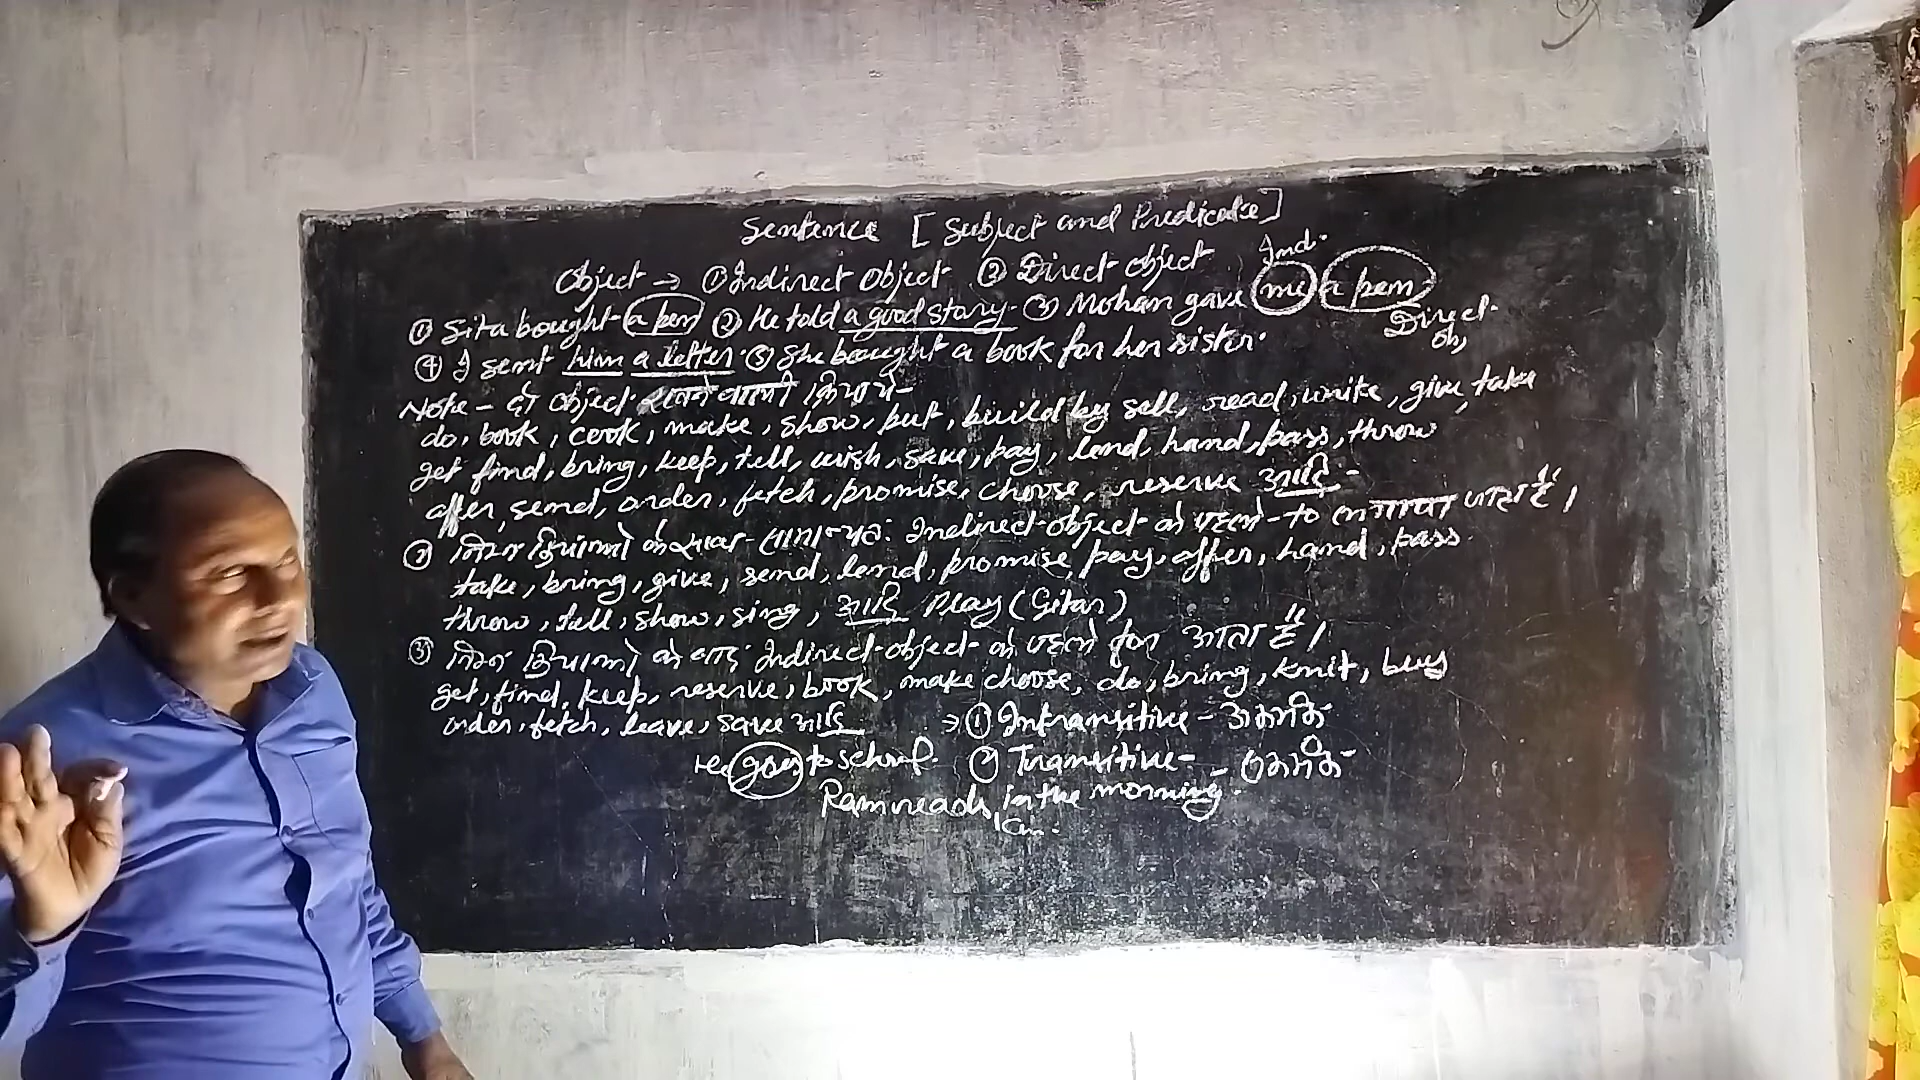 Sentence [Subject and Predicate]
Object → ① Indirect Object ② Direct object
Ind.
① Sita bought a pen ② He told a good story. ③ Mohan gave me a pen
Direct obj
④ I sent him a letter. ⑤ She bought a book for her sister.
Note - दो object रखने वाली क्रियायें-
do, book, cook, make, show, put, build, by sell, read, write, give, take
get find, bring, keep, tell, wish, save, pay, lend, hand, pass, throw
offer, send, order, fetch, promise, choose, reserve आदि -
② निम्न क्रियाओं के साथ - सामान्यतः Indirect object के पहले - to लगाया जाता है।
take, bring, give, send, lend, promise, pay, offer, hand, pass.
throw, tell, show, sing, आदि Play (Gitar)
③ निम्न क्रियाओं के बाद Indirect object के पहले for आता है।
get, find, keep, reserve, book, make choose, do, bring, knit, buy
order, fetch, leave, save आदि → ① Intransitive - अकर्मक
He goes to school. ② Transitive - सकर्मक
Ram reads in the morning.